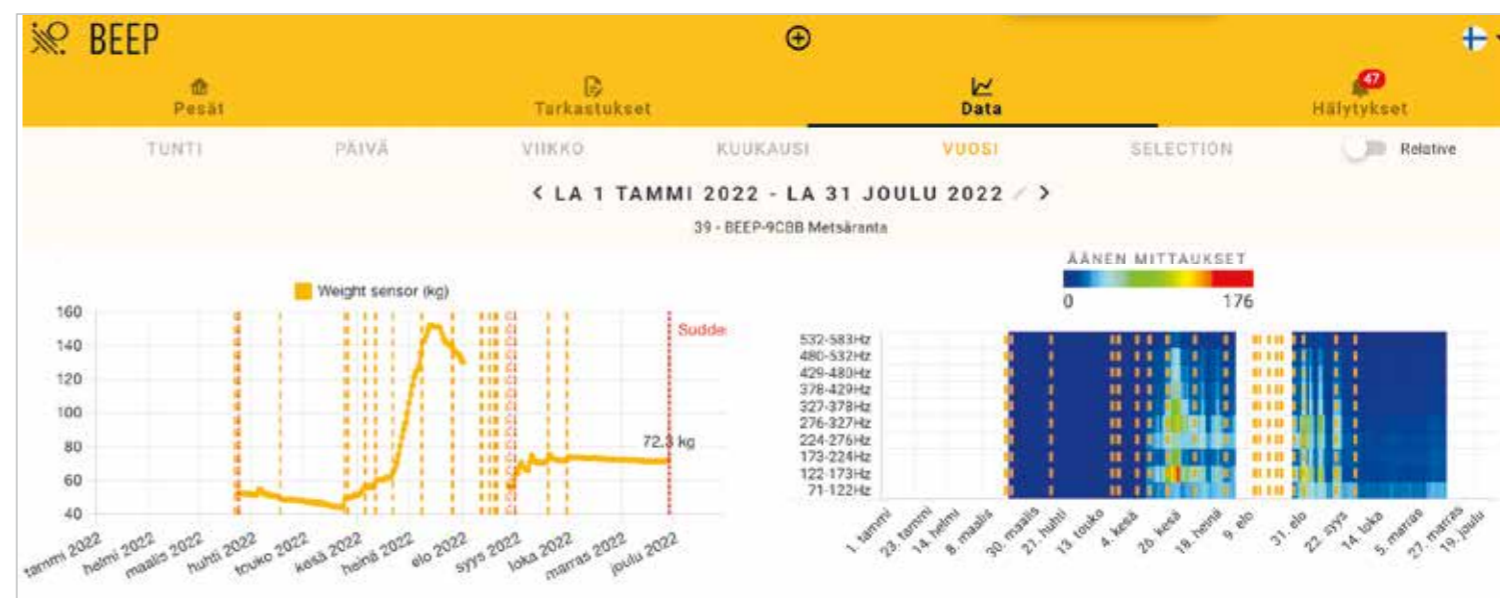 BEEP
47
Pesät Tarkastukset Data Hälytykset
TUNTI PÄIVÄ VIIKKO KUUKAUSI VUOSI SELECTION Relative
< LA 1 TAMMI 2022 - LA 31 JOULU 2022 >
39 - BEEP-9CBB Metsäranta
Weight sensor (kg)
160
140
120
100
80
60
40
Sudde
72.3 kg
tammi 2022
helmi 2022
maalis 2022
huhti 2022
touko 2022
kesä 2022
heinä 2022
elo 2022
syys 2022
loka 2022
marras 2022
joulu 2022
ÄÄNEN MITTAUKSET
0 176
532-583Hz
480-532Hz
429-480Hz
378-429Hz
327-378Hz
276-327Hz
224-276Hz
173-224Hz
122-173Hz
71-122Hz
1. tammi
23. tammi
14. helmi
8. maalis
30. maalis
21. huhti
13. touko
4. kesä
26. kesä
18. heinä
9. elo
31. elo
22. syys
14. loka
5. marras
27. marras
19. joulu